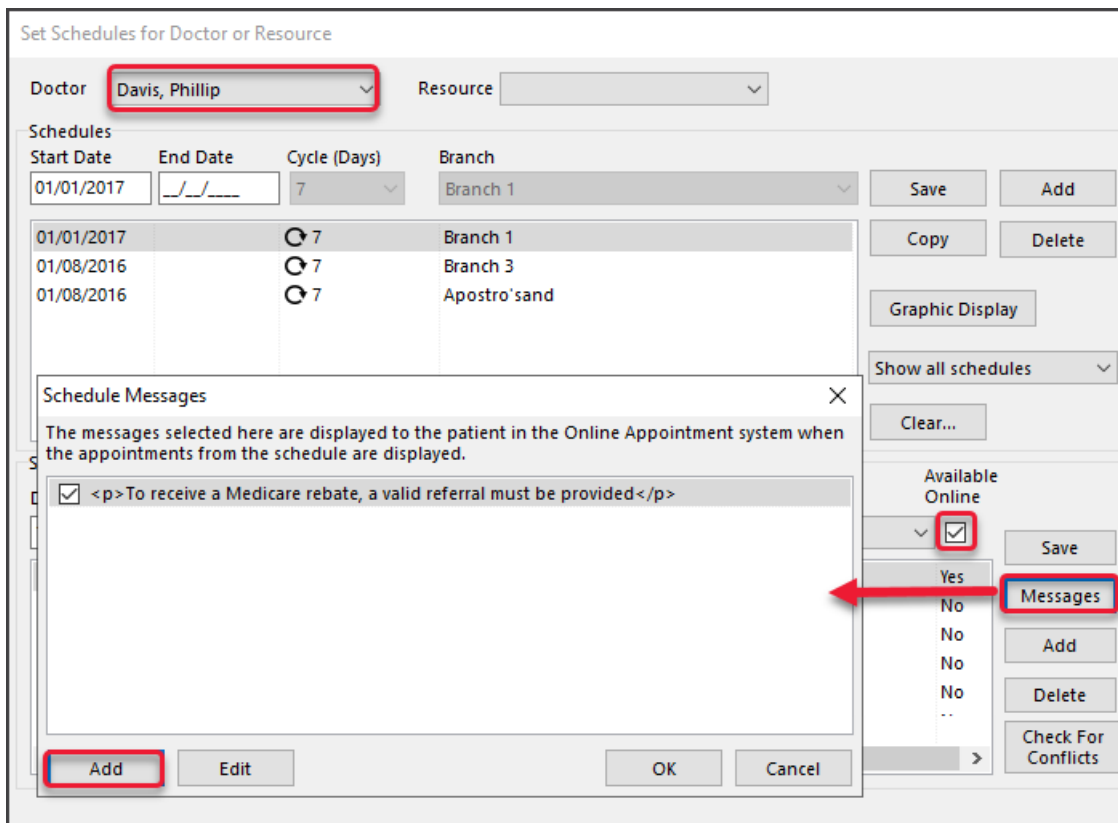 Set Schedules for Doctor or Resource
Doctor Davis, Phillip Resource
Schedules
Start Date End Date Cycle (Days) Branch
01/01/2017 __/__/____ 7 Branch 1 Save Add
01/01/2017 7 Branch 1 Copy Delete
01/08/2016 7 Branch 3
01/08/2016 7 Apostro'sand
Graphic Display
Show all schedules
Clear...
Schedule Messages
The messages selected here are displayed to the patient in the Online Appointment system when
the appointments from the schedule are displayed.
<p>To receive a Medicare rebate, a valid referral must be provided</p>
Add Edit OK Cancel
Available
Online
Save
Yes
Messages
No
No
Add
No
No
Delete
Check For
Conflicts